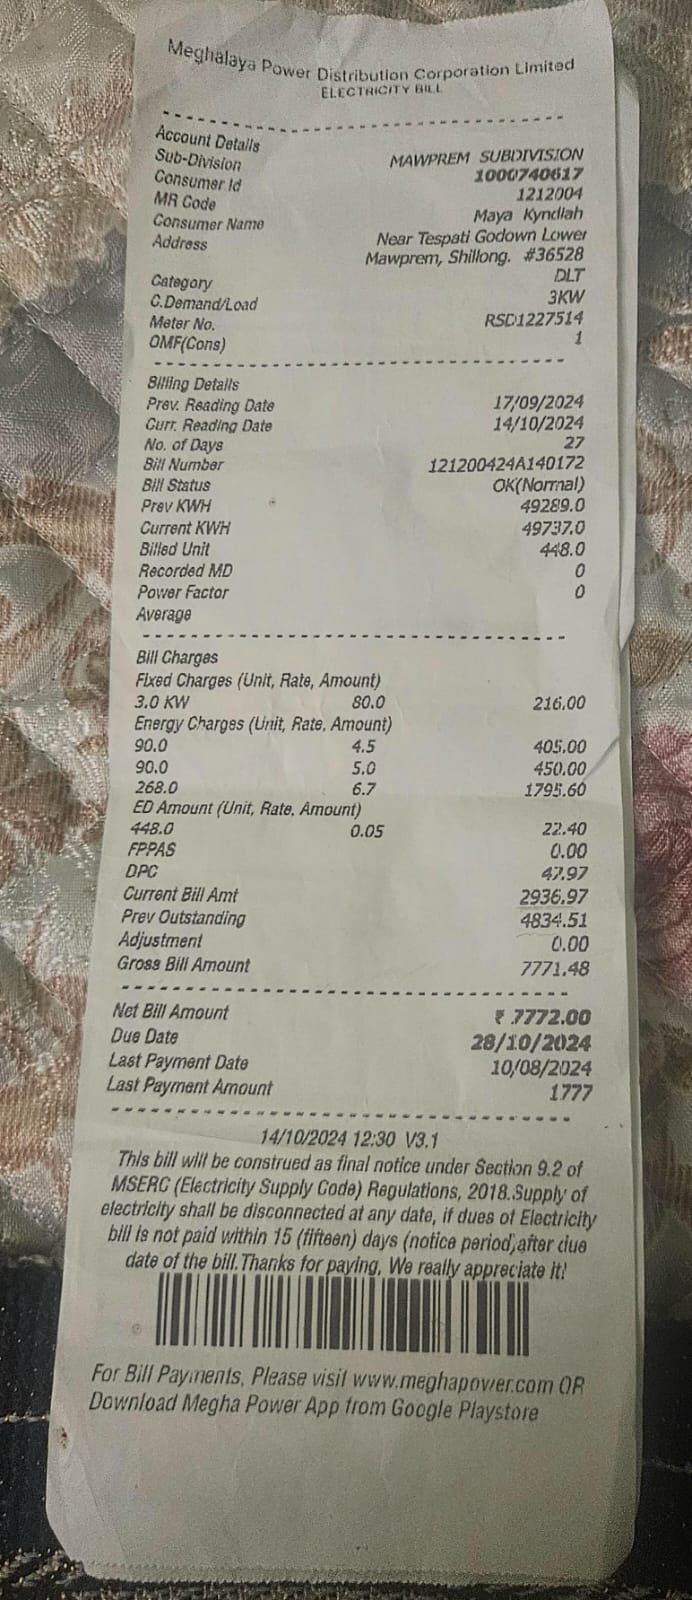 Meghalaya Power Distribution Corporation Limited
ELECTRICITY BILL
Account Details
Sub-Division MAWPREM SUBDIVISION
Consumer Id 1000740617
MR Code 1212004
Consumer Name Maya Kyndiah
Address Near Tespati Godown Lower
Mawprem, Shillong. #36528
Category DLT
C.Demand/Load 3KW
Meter No. RSD1227514
OMF(Cons) 1
Billing Details
Prev. Reading Date 17/09/2024
Curr. Reading Date 14/10/2024
No. of Days 27
Bill Number 121200424A140172
Bill Status OK(Normal)
Prev KWH 49289.0
Current KWH 49737.0
Billed Unit 448.0
Recorded MD 0
Power Factor 0
Average
Bill Charges
Fixed Charges (Unit, Rate, Amount)
3.0 KW 80.0 216.00
Energy Charges (Unit, Rate, Amount)
90.0 4.5 405.00
90.0 5.0 450.00
268.0 6.7 1795.60
ED Amount (Unit, Rate, Amount)
448.0 0.05 22.40
FPPAS 0.00
DPC 47.97
Current Bill Amt 2936.97
Prev Outstanding 4834.51
Adjustment 0.00
Gross Bill Amount 7771.48
Net Bill Amount ₹ 7772.00
Due Date 28/10/2024
Last Payment Date 10/08/2024
Last Payment Amount 1777
14/10/2024 12:30 V3.1
This bill will be construed as final notice under Section 9.2 of
MSERC (Electricity Supply Code) Regulations, 2018.Supply of
electricity shall be disconnected at any date, if dues of Electricity
bill is not paid within 15 (fifteen) days (notice period)after due
date of the bill. Thanks for paying, We really appreciate it!
For Bill Payments, Please visit www.meghapower.com OR
Download Megha Power App from Google Playstore